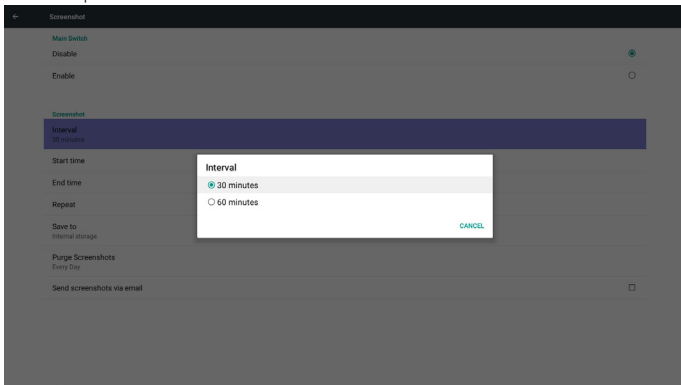 Screenshot
Main Switch
Disable
Enable
Screenshot
Interval
30 minutes
Start time
End time
Repeat
Save to
Internal storage
Purge Screenshots
Every Day
Send screenshots via email
Interval
30 minutes
60 minutes
CANCEL